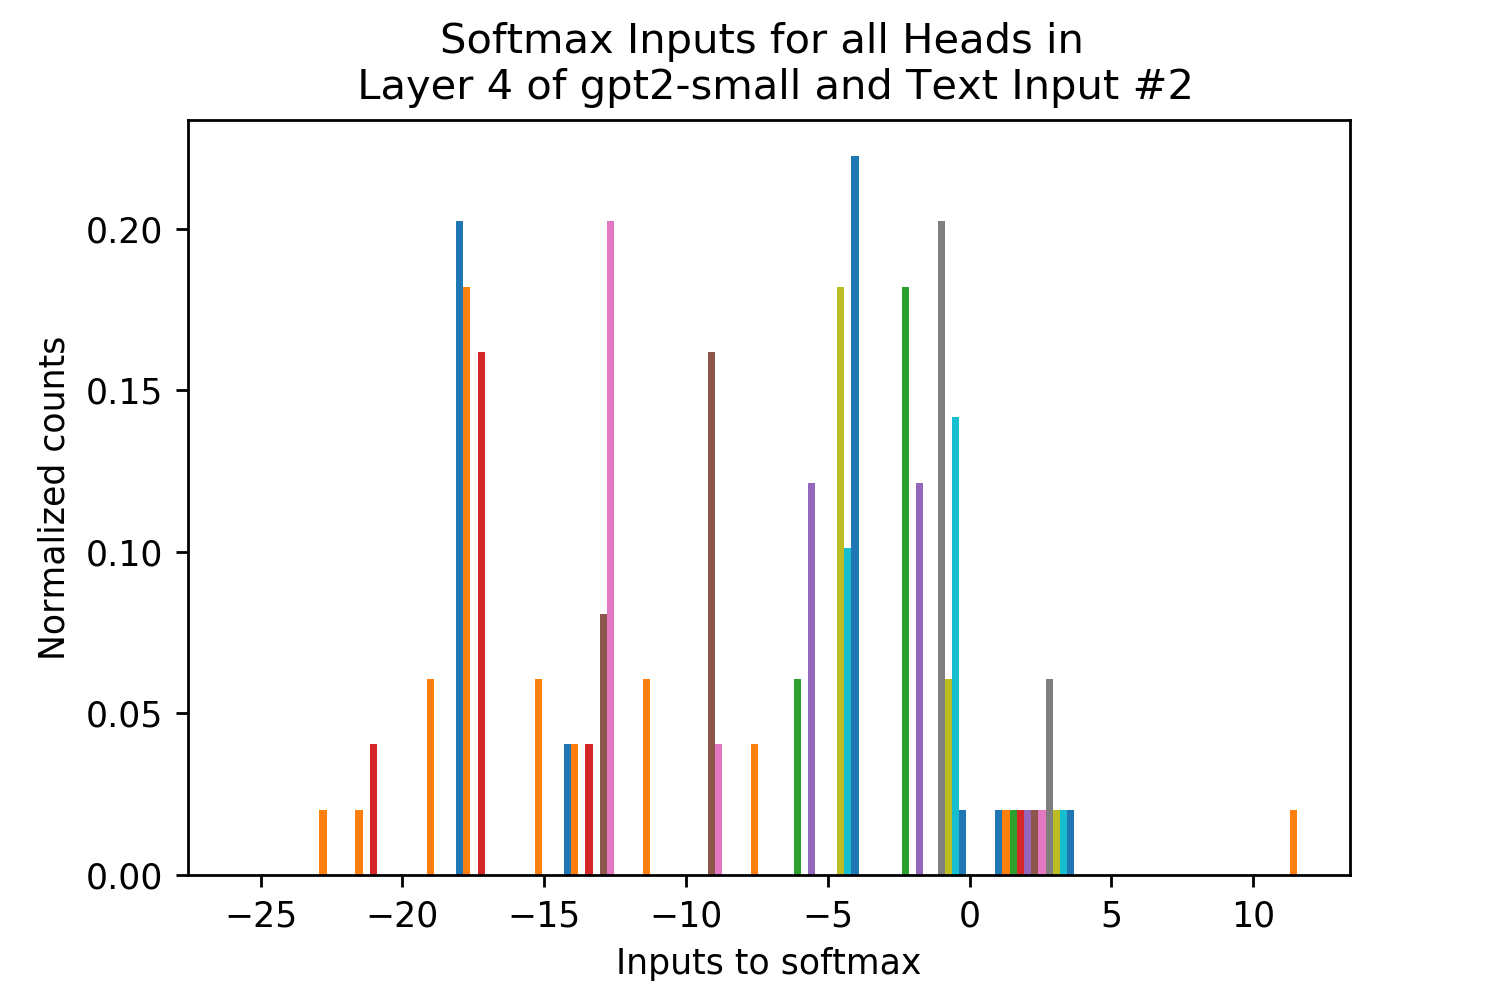 Softmax Inputs for all Heads in
Layer 4 of gpt2-small and Text Input #2
Normalized counts
0.20
0.15
0.10
0.05
0.00
−25 −20 −15 −10 −5 0 5 10
Inputs to softmax